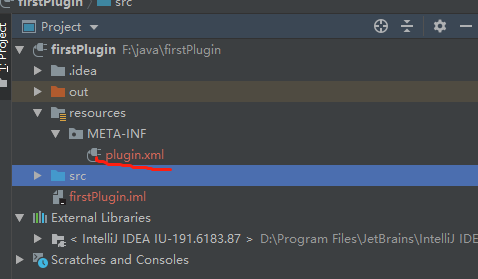 firstPlugin src
1: Project
Project
firstPlugin F:\java\firstPlugin
.idea
out
resources
META-INF
plugin.xml
src
firstPlugin.iml
External Libraries
< IntelliJ IDEA IU-191.6183.87 > D:\Program Files\JetBrains\IntelliJ IDE
Scratches and Consoles